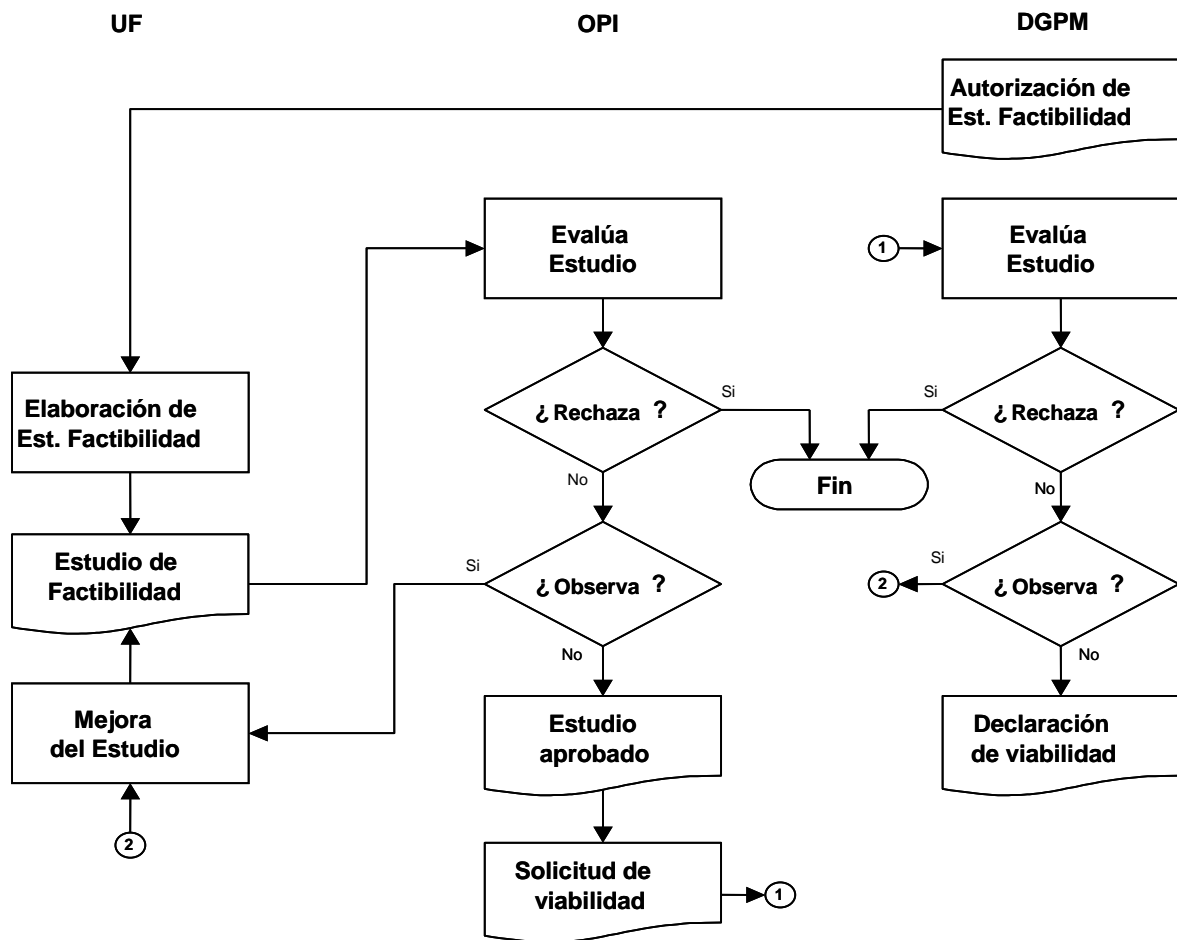 UF
OPI
DGPM
Autorización de
Est. Factibilidad
Evalúa
Estudio
1
Evalúa
Estudio
Elaboración de
Est. Factibilidad
¿ Rechaza ?
Si
Si
¿ Rechaza ?
Fin
No
No
Estudio de
Factibilidad
Si
¿ Observa ?
Si
2
¿ Observa ?
No
No
Mejora
del Estudio
Estudio
aprobado
Declaración
de viabilidad
2
Solicitud de
viabilidad
1